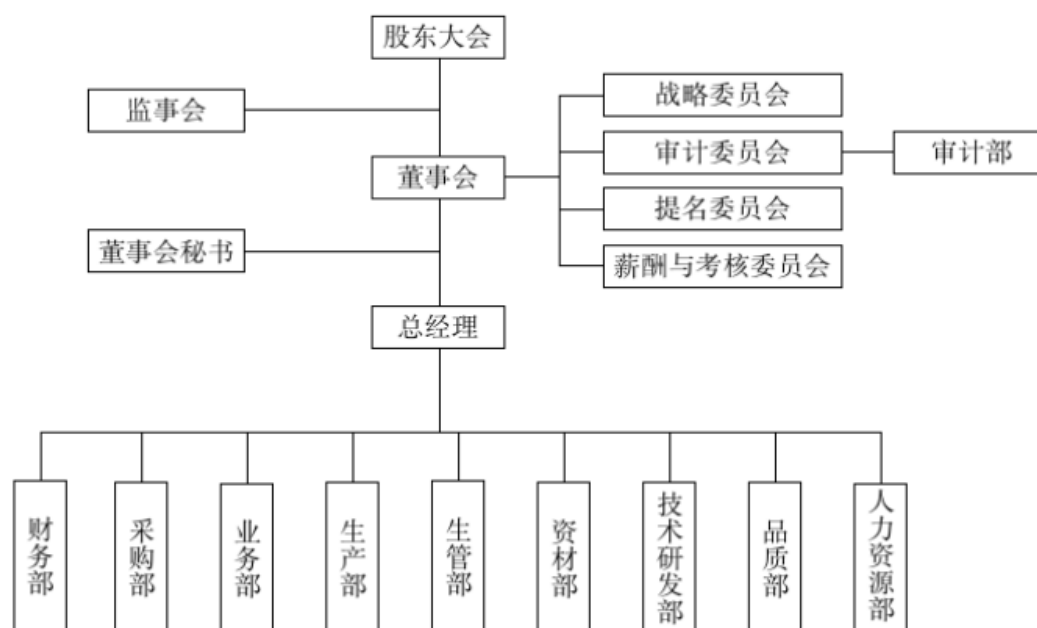 股东大会
监事会
战略委员会
审计委员会
审计部
董事会
提名委员会
董事会秘书
薪酬与考核委员会
总经理
财务部
采购部
业务部
生产部
生管部
资材部
技术研发部
品质部
人力资源部